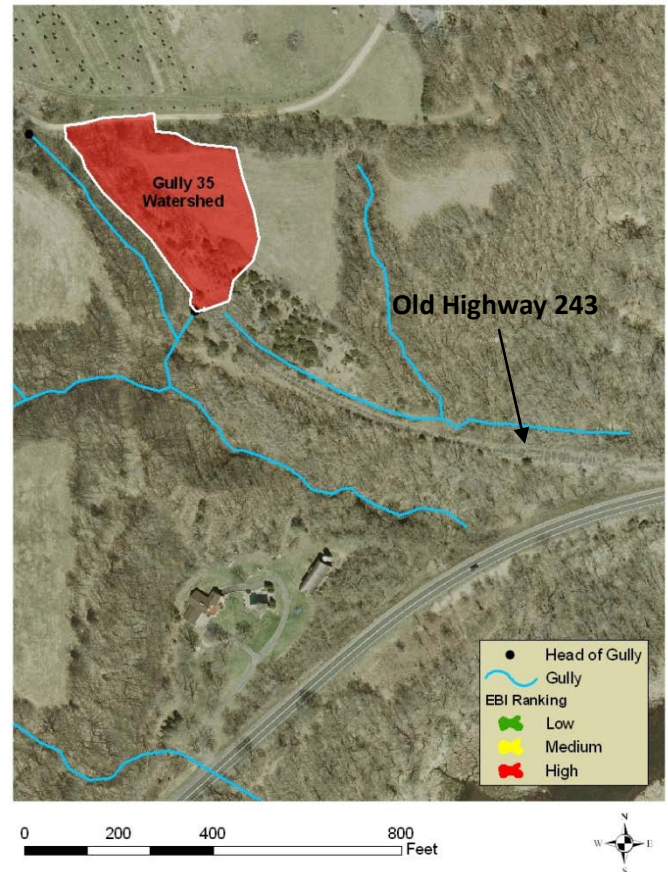 Gully 35
Watershed
Old Highway 243
Head of Gully
Gully
EBI Ranking
Low
Medium
High
0 200 400 800
Feet
N
W E
S